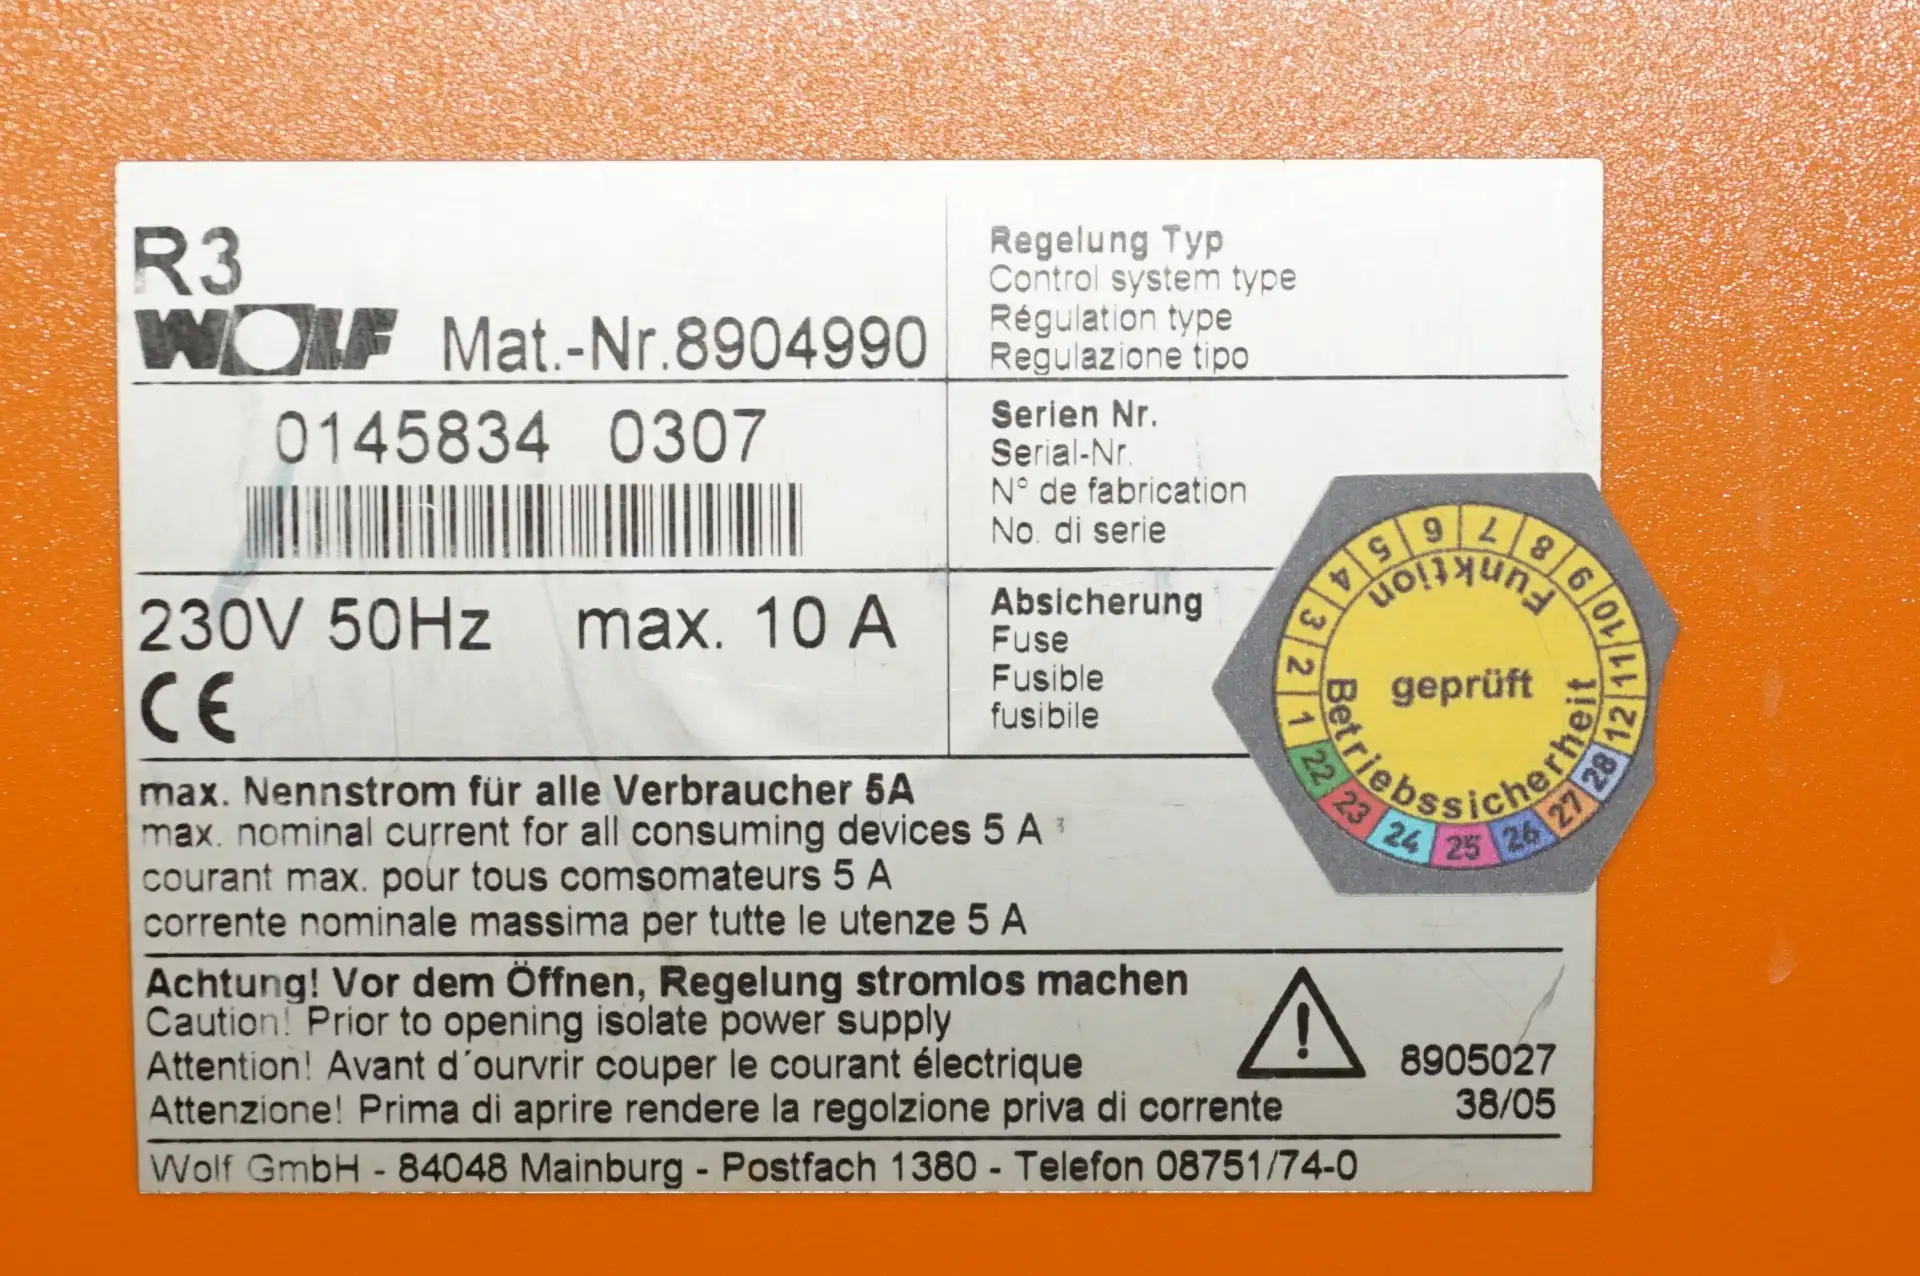 R3
WOLF Mat.-Nr.8904990
Regelung Typ
Control system type
Régulation type
Regulazione tipo
0145834 0307
Serien Nr.
Serial-Nr.
N° de fabrication
No. di serie
230V 50Hz max. 10 A
CE
Absicherung
Fuse
Fusible
fusibile
1 2 3 4 5 6 7 8 9 10 11 12
Funktion
geprüft
Betriebssicherheit
22 23 24 25 26 27 28
max. Nennstrom für alle Verbraucher 5A
max. nominal current for all consuming devices 5 A
courant max. pour tous comsomateurs 5 A
corrente nominale massima per tutte le utenze 5 A
Achtung! Vor dem Öffnen, Regelung stromlos machen
Caution! Prior to opening isolate power supply
Attention! Avant d´ourvrir couper le courant électrique
Attenzione! Prima di aprire rendere la regolzione priva di corrente
!
8905027
38/05
Wolf GmbH - 84048 Mainburg - Postfach 1380 - Telefon 08751/74-0